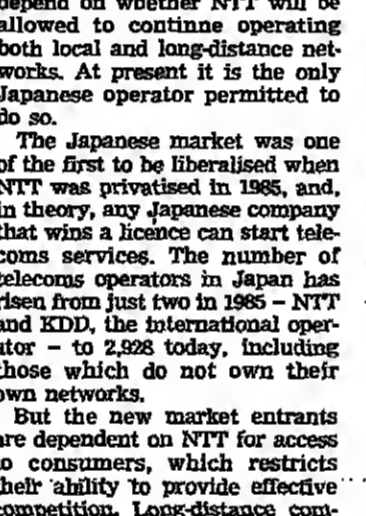 depend on whether NTT will be
allowed to continne operating
both local and long-distance net-
works. At present it is the only
Japanese operator permitted to
do so.
The Japanese market was one
of the first to be liberalised when
NTT was privatised in 1985, and,
in theory, any Japanese company
that wins a licence can start tele-
coms services. The number of
telecoms operators in Japan has
risen from just two in 1985 – NTT
and KDD, the international oper-
ator – to 2,928 today, including
those which do not own their
own networks.
But the new market entrants
are dependent on NTT for access
to consumers, which restricts
their ability to provide effective
competition. Long-distance com-